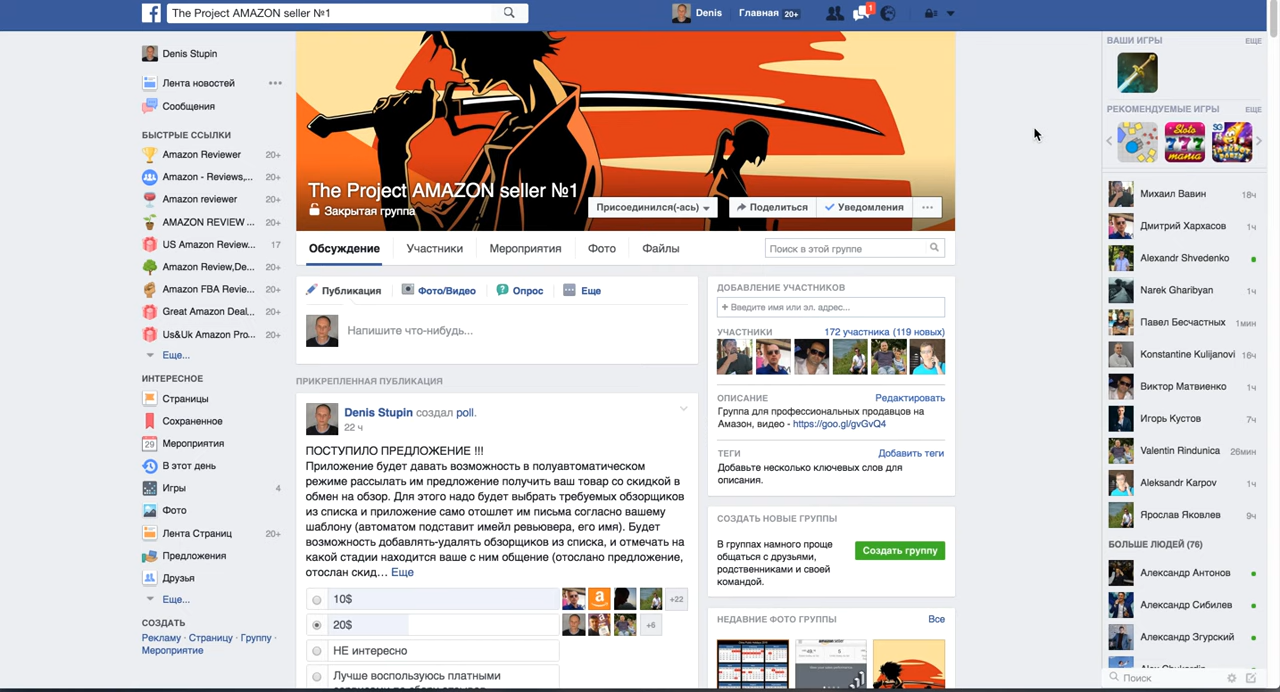 The Project AMAZON seller №1
Denis
Главная 20+
1
Denis Stupin
Лента новостей
Сообщения
БЫСТРЫЕ ССЫЛКИ
Amazon Reviewer 20+
Amazon - Reviews,... 20+
Amazon reviewer 20+
AMAZON REVIEW ... 20+
US Amazon Review... 17
Amazon Review,De... 20+
Amazon FBA Revie... 20+
Great Amazon Deal... 20+
Us&Uk Amazon Pro... 20+
Еще...
ИНТЕРЕСНОЕ
Страницы
Сохраненное
29 Мероприятия
В этот день
Игры 4
Фото
Лента Страниц 20+
Предложения
Друзья
Еще...
СОЗДАТЬ
Рекламу · Страницу · Группу ·
Мероприятие
The Project AMAZON seller №1
Закрытая группа
Присоединился(-ась)
Поделиться
Уведомления
Обсуждение Участники Мероприятия Фото Файлы
Поиск в этой группе
Публикация Фото/Видео Опрос Еще
Напишите что-нибудь...
ПРИКРЕПЛЕННАЯ ПУБЛИКАЦИЯ
Denis Stupin создал poll.
22 ч
ПОСТУПИЛО ПРЕДЛОЖЕНИЕ !!!
Приложение будет давать возможность в полуавтоматическом
режиме рассылать им предложение получить ваш товар со скидкой в
обмен на обзор. Для этого надо будет выбрать требуемых обзорщиков
из списка и приложение само отошлет им письма согласно вашему
шаблону (автоматом подставит имейл ревьювера, его имя). Будет
возможность добавлять-удалять обзорщиков из списка, и отмечать на
какой стадии находится ваше с ним общение (отослано предложение,
отослан скид... Еще
10$ +22
20$ +6
НЕ интересно
Лучше воспользуюсь платными
ДОБАВЛЕНИЕ УЧАСТНИКОВ
+ Введите имя или эл. адрес...
УЧАСТНИКИ 172 участника (119 новых)
ОПИСАНИЕ Редактировать
Группа для профессиональных продавцов на
Амазон, видео - https://goo.gl/gvGvQ4
ТЕГИ Добавить теги
Добавьте несколько ключевых слов для
описания.
СОЗДАТЬ НОВЫЕ ГРУППЫ
В группах намного проще
общаться с друзьями,
родственниками и своей
командой.
Создать группу
НЕДАВНИЕ ФОТО ГРУППЫ Все
ВАШИ ИГРЫ ЕЩЕ
РЕКОМЕНДУЕМЫЕ ИГРЫ ЕЩЕ
Михаил Вавин 18ч
Дмитрий Хархасов 1ч
Alexandr Shvedenko
Narek Gharibyan 1ч
Павел Бесчастных 1мин
Konstantine Kulijanovi 16ч
Виктор Матвиенко 1ч
Игорь Кустов 7ч
Valentin Rindunica 26мин
Aleksandr Karpov 1ч
Ярослав Яковлев 9ч
БОЛЬШЕ ЛЮДЕЙ (76)
Александр Антонов
Александр Сибилев
Александр Згурский
Поиск